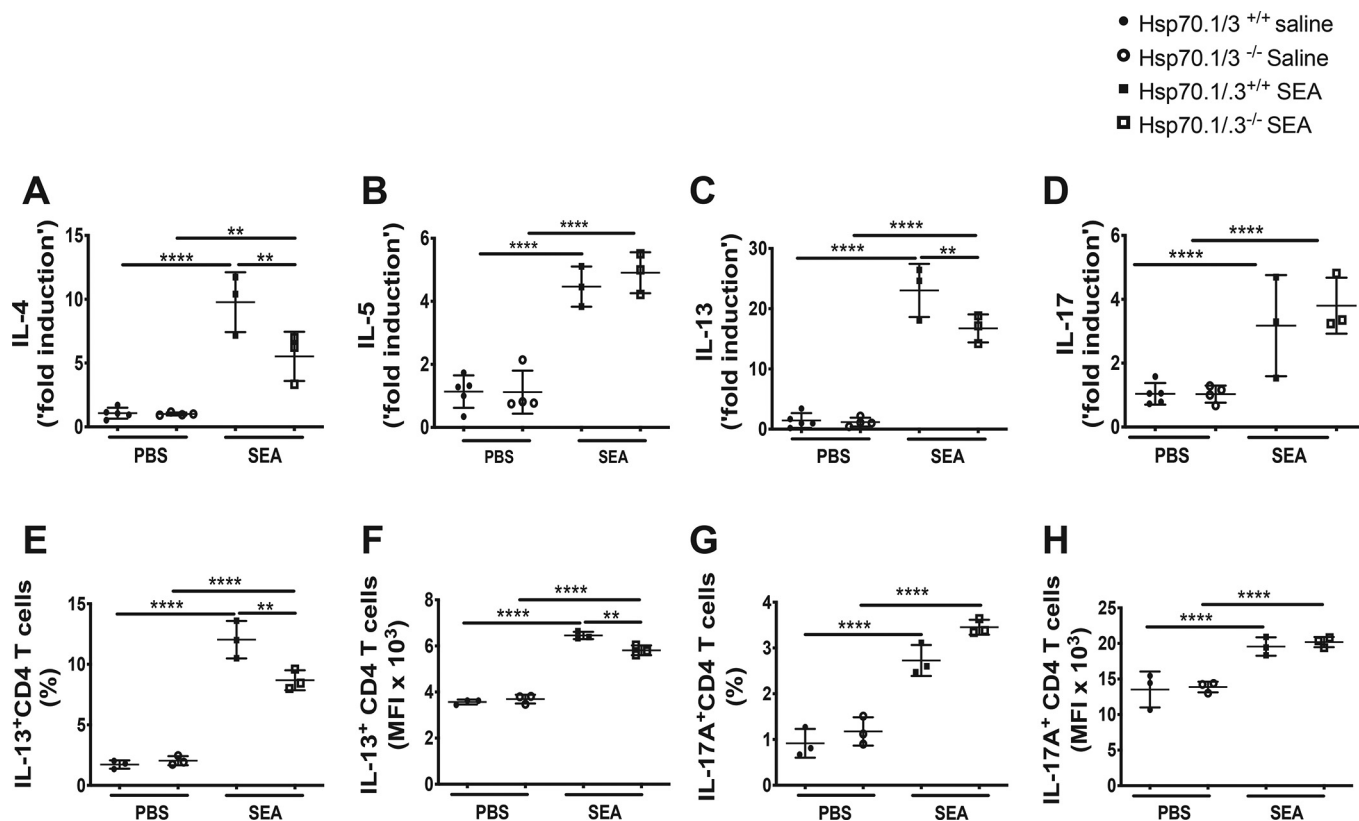 Hsp70.1/3 +/+ saline
Hsp70.1/3 -/- Saline
Hsp70.1/.3+/+ SEA
Hsp70.1/.3-/- SEA
A
IL-4
('fold induction')
15
10
5
0
****
**
**
PBS
SEA
B
IL-5
('fold induction')
6
4
2
0
****
****
PBS
SEA
C
IL-13
('fold induction')
30
20
10
0
****
****
**
PBS
SEA
D
IL-17
('fold induction')
6
4
2
0
****
****
PBS
SEA
E
IL-13+CD4 T cells
(%)
15
10
5
0
****
****
**
PBS
SEA
F
IL-13+ CD4 T cells
(MFI x 10³)
8
6
4
2
0
****
****
**
PBS
SEA
G
IL-17A+CD4 T cells
(%)
4
3
2
1
0
****
****
PBS
SEA
H
IL-17A+ CD4 T cells
(MFI x 10³)
25
20
15
10
5
0
****
****
PBS
SEA